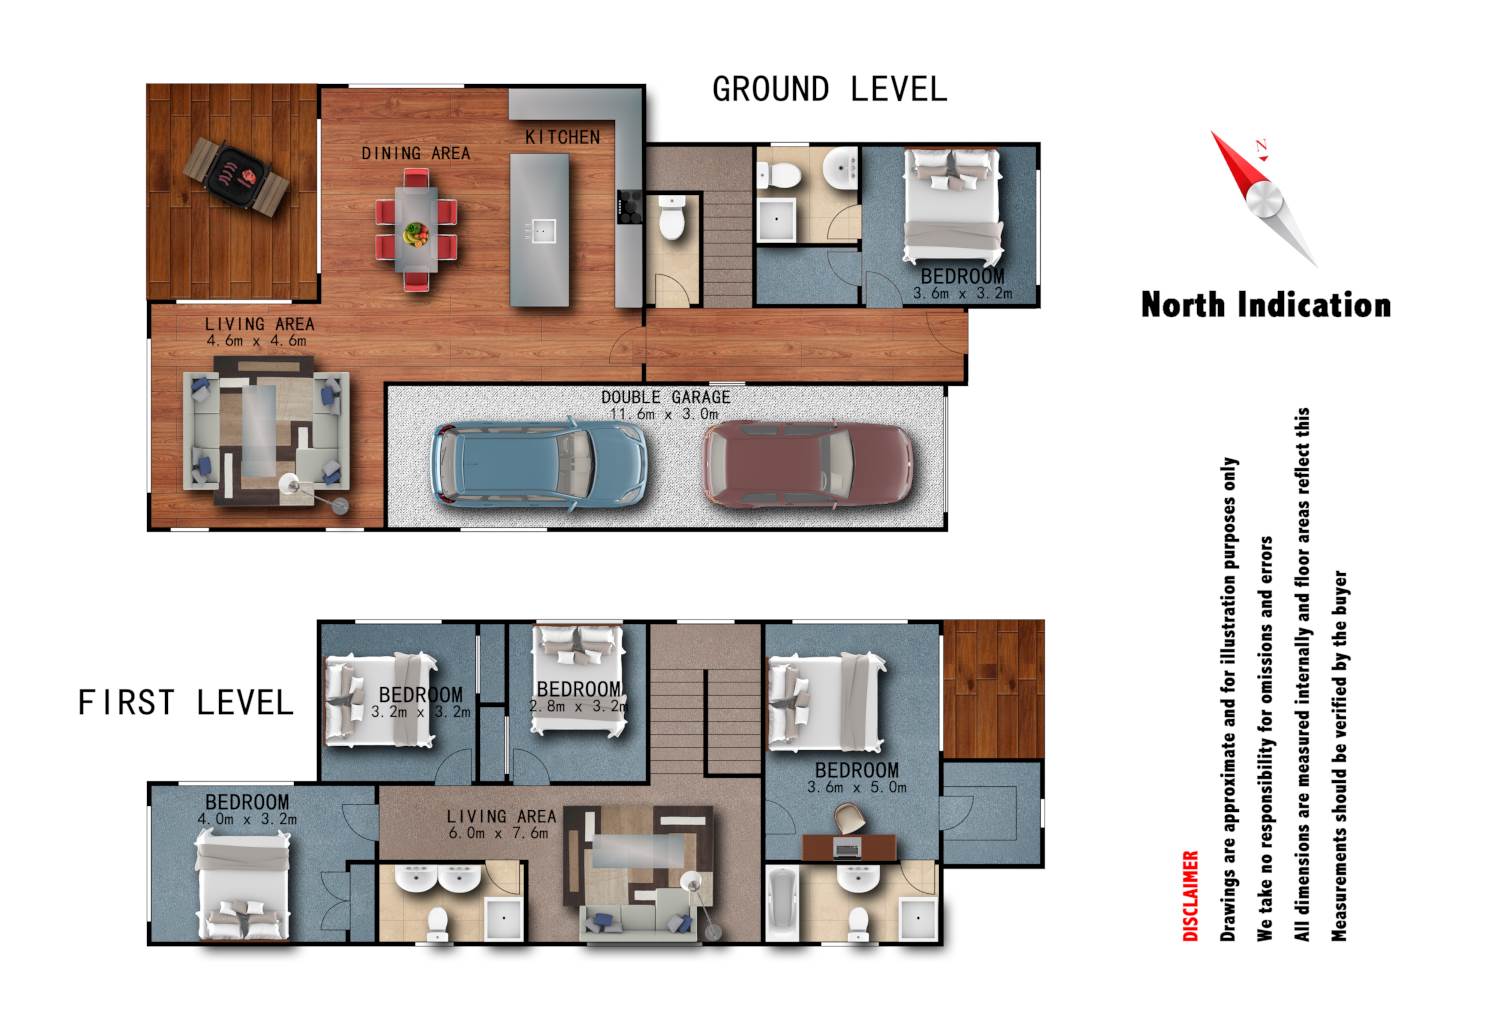 GROUND LEVEL
KITCHEN
DINING AREA
BEDROOM
3.6m x 3.2m
LIVING AREA
4.6m x 4.6m
DOUBLE GARAGE
11.6m x 3.0m
N
North Indication
FIRST LEVEL
BEDROOM
3.2m x 3.2m
BEDROOM
2.8m x 3.2m
BEDROOM
3.6m x 5.0m
BEDROOM
4.0m x 3.2m
LIVING AREA
6.0m x 7.6m
DISCLAIMER
Drawings are approximate and for illustration purposes only
We take no responsibility for omissions and errors
All dimensions are measured internally and floor areas reflect this
Measurements should be verified by the buyer